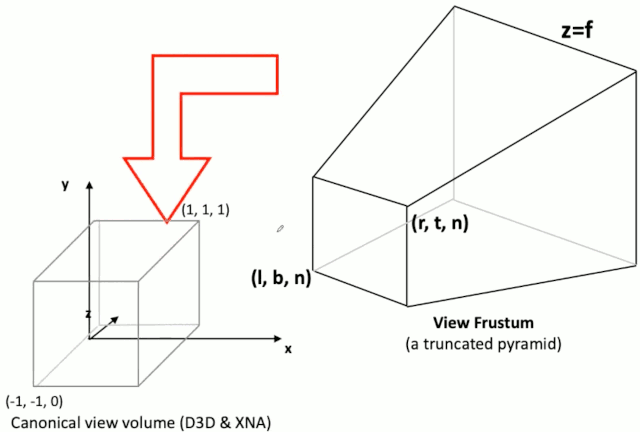 z=f
y
(1, 1, 1)
(r, t, n)
(l, b, n)
z
x
View Frustum
(a truncated pyramid)
(-1, -1, 0)
Canonical view volume (D3D & XNA)